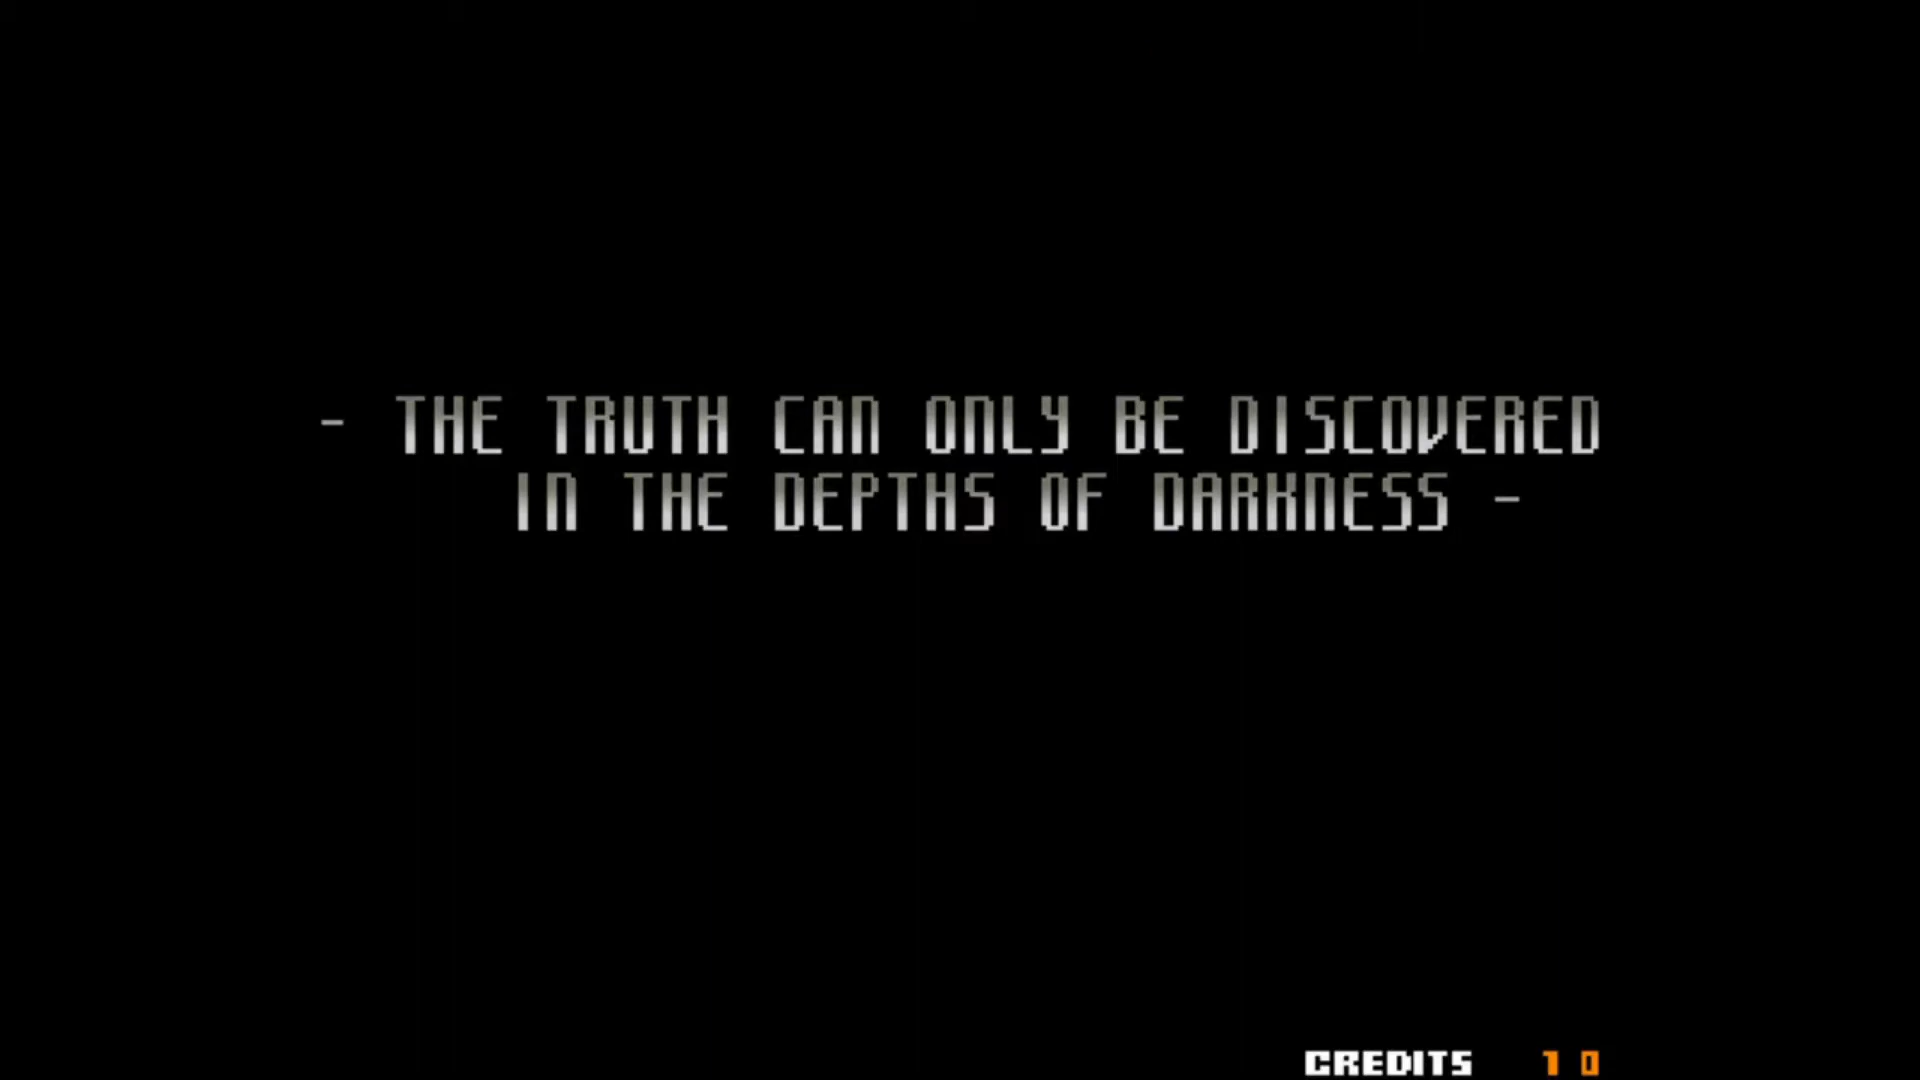 - THE TRUTH CAN ONLY BE DISCOVERED
IN THE DEPTHS OF DARKNESS -
CREDITS 10